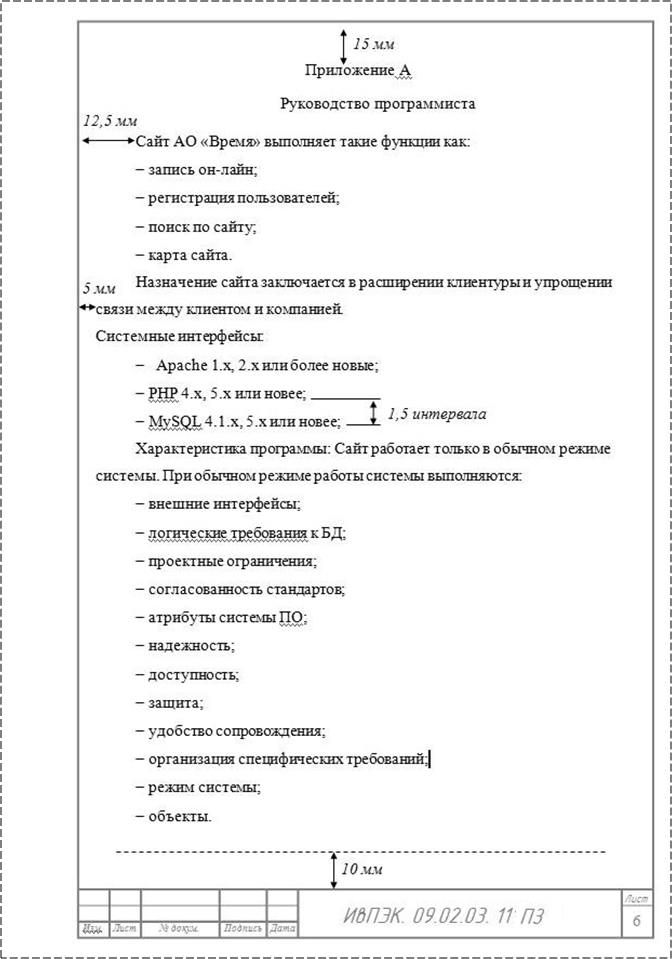 15 мм
Приложение А
Руководство программиста
12,5 мм
Сайт АО «Время» выполняет такие функции как:
– запись он-лайн;
– регистрация пользователей;
– поиск по сайту;
– карта сайта.
Назначение сайта заключается в расширении клиентуры и упрощении
5 мм
связи между клиентом и компанией.
Системные интерфейсы:
– Apache 1.x, 2.x или более новые;
– PHP 4.x, 5.x или новее;
1,5 интервала
– MySQL 4.1.x, 5.x или новее;
Характеристика программы: Сайт работает только в обычном режиме
системы. При обычном режиме работы системы выполняются:
– внешние интерфейсы;
– логические требования к БД;
– проектные ограничения;
– согласованность стандартов;
– атрибуты системы ПО;
– надежность;
– доступность;
– защита;
– удобство сопровождения;
– организация специфических требований;
– режим системы;
– объекты.
10 мм
ИвПЭК. 09.02.03. 11 ПЗ
Лист
6
Изм. Лист № докум. Подпись Дата